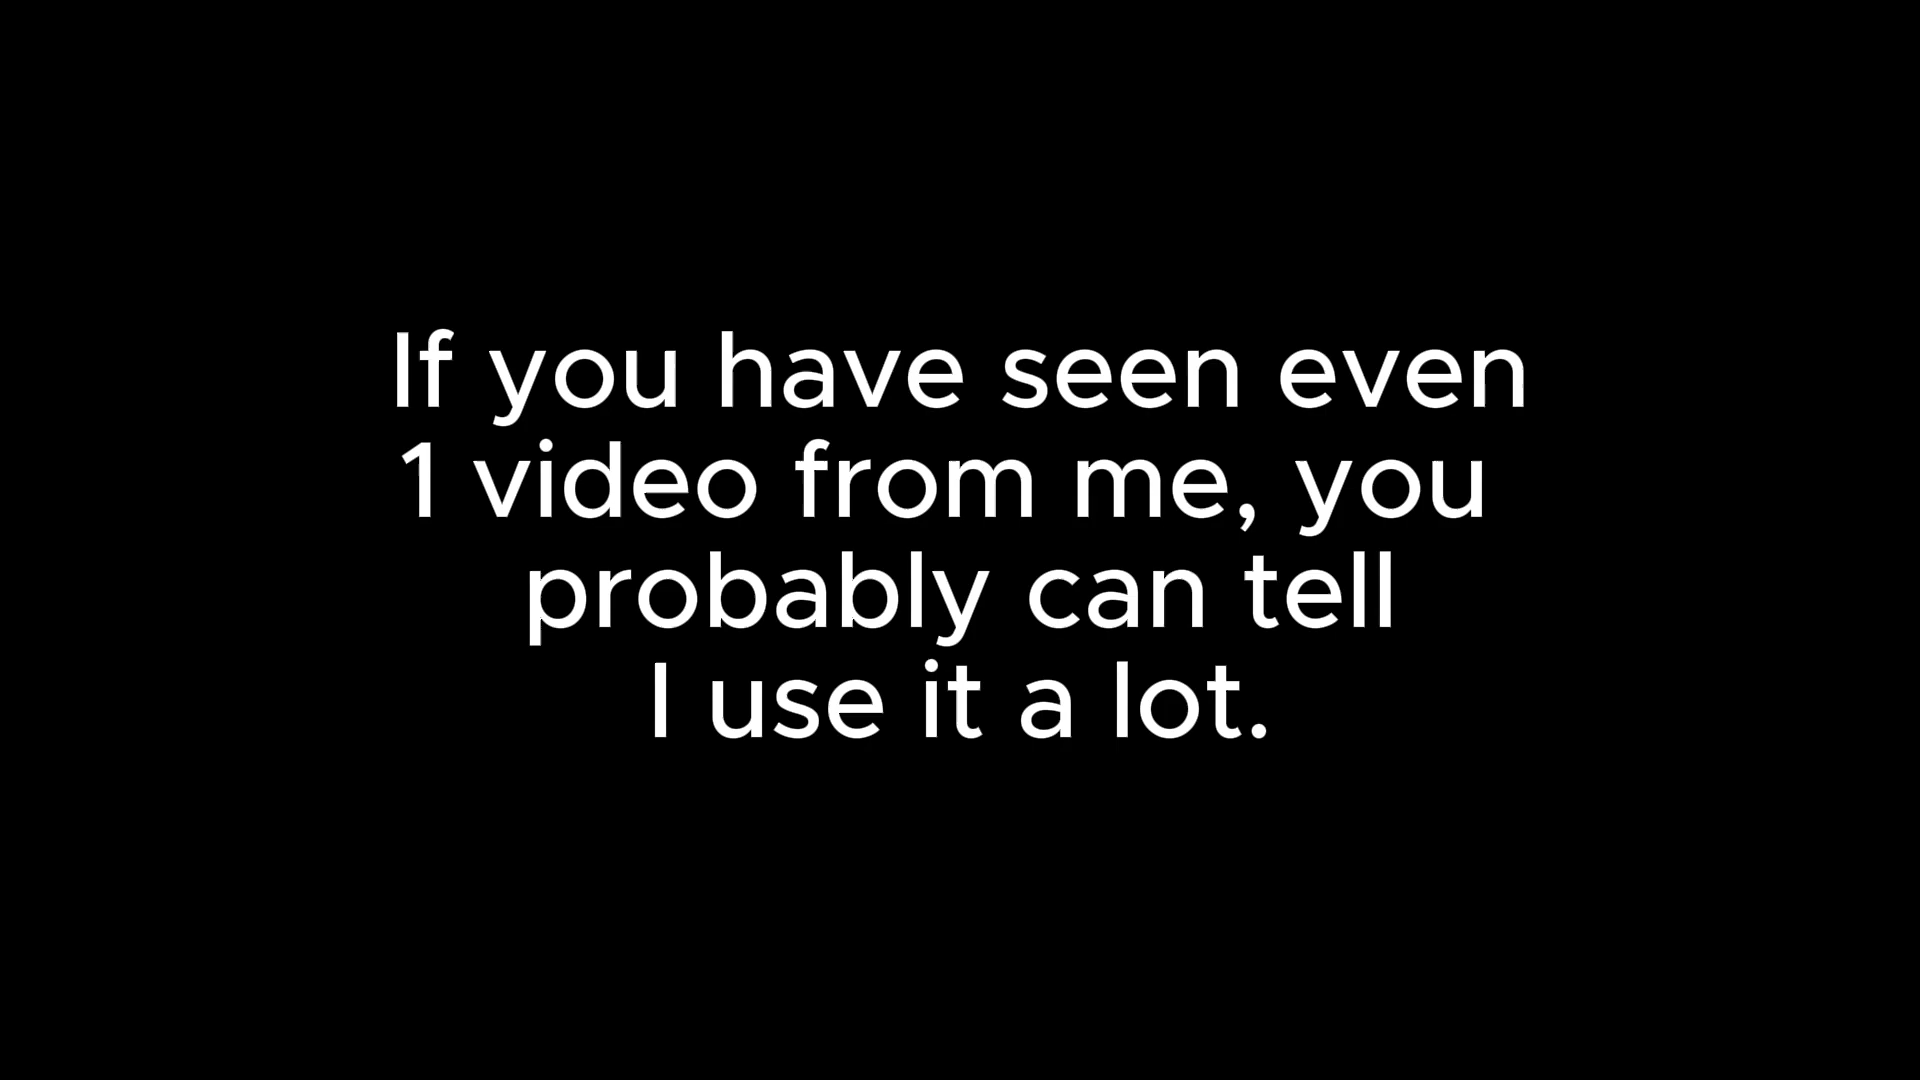 If you have seen even
1 video from me, you
probably can tell
I use it a lot.